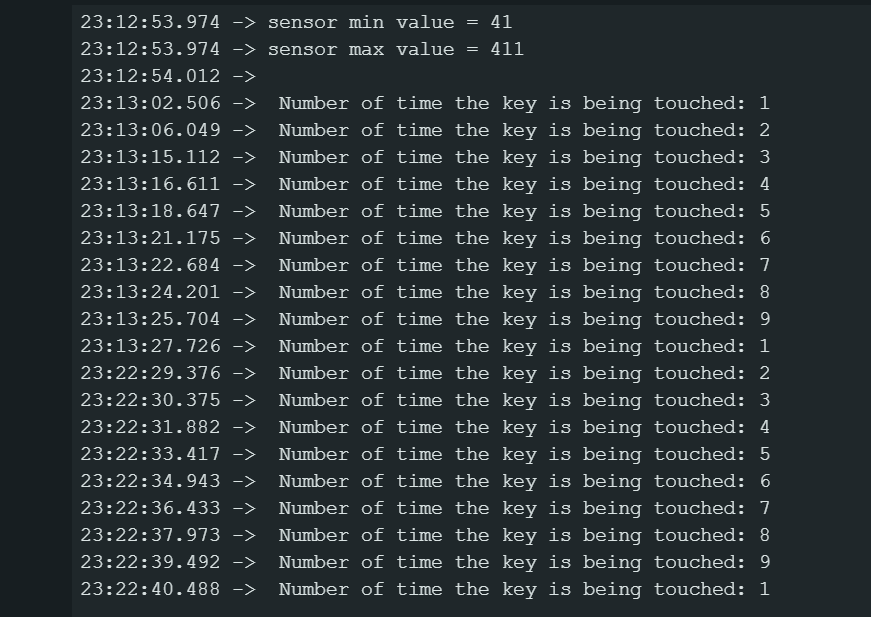 23:12:53.974 -> sensor min value = 41
23:12:53.974 -> sensor max value = 411
23:12:54.012 ->
23:13:02.506 ->  Number of time the key is being touched: 1
23:13:06.049 ->  Number of time the key is being touched: 2
23:13:15.112 ->  Number of time the key is being touched: 3
23:13:16.611 ->  Number of time the key is being touched: 4
23:13:18.647 ->  Number of time the key is being touched: 5
23:13:21.175 ->  Number of time the key is being touched: 6
23:13:22.684 ->  Number of time the key is being touched: 7
23:13:24.201 ->  Number of time the key is being touched: 8
23:13:25.704 ->  Number of time the key is being touched: 9
23:13:27.726 ->  Number of time the key is being touched: 1
23:22:29.376 ->  Number of time the key is being touched: 2
23:22:30.375 ->  Number of time the key is being touched: 3
23:22:31.882 ->  Number of time the key is being touched: 4
23:22:33.417 ->  Number of time the key is being touched: 5
23:22:34.943 ->  Number of time the key is being touched: 6
23:22:36.433 ->  Number of time the key is being touched: 7
23:22:37.973 ->  Number of time the key is being touched: 8
23:22:39.492 ->  Number of time the key is being touched: 9
23:22:40.488 ->  Number of time the key is being touched: 1